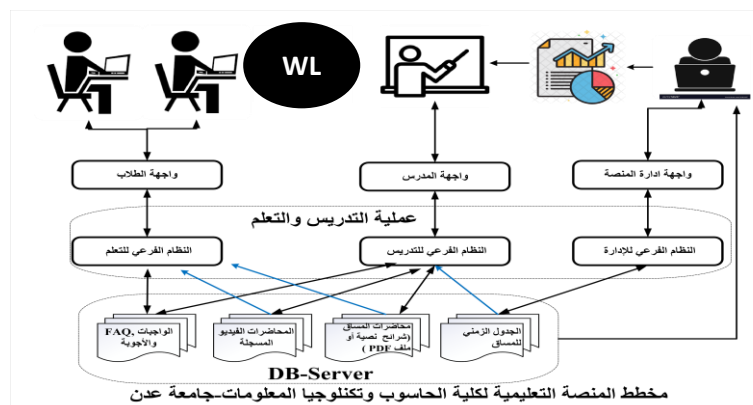 WL
واجهة ادارة المنصة
واجهة المدرس
واجهة الطلاب
عملية التدريس والتعلم
النظام الفرعي للإدارة
النظام الفرعي للتدريس
النظام الفرعي للتعلم
الجدول الزمني
للمساق
محاضرات المساق
(شرائح نصية أو
ملف PDF )
المحاضرات الفيديو
المسجلة
الواجبات ,FAQ
والأجوبة
DB-Server
مخطط المنصة التعليمية لكلية الحاسوب وتكنلوجيا المعلومات-جامعة عدن